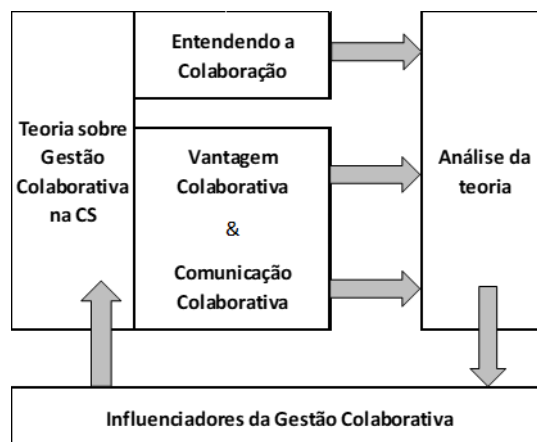 Teoria sobre
Gestão
Colaborativa
na CS
Entendendo a
Colaboração
Vantagem
Colaborativa
&
Comunicação
Colaborativa
Análise da
teoria
Influenciadores da Gestão Colaborativa